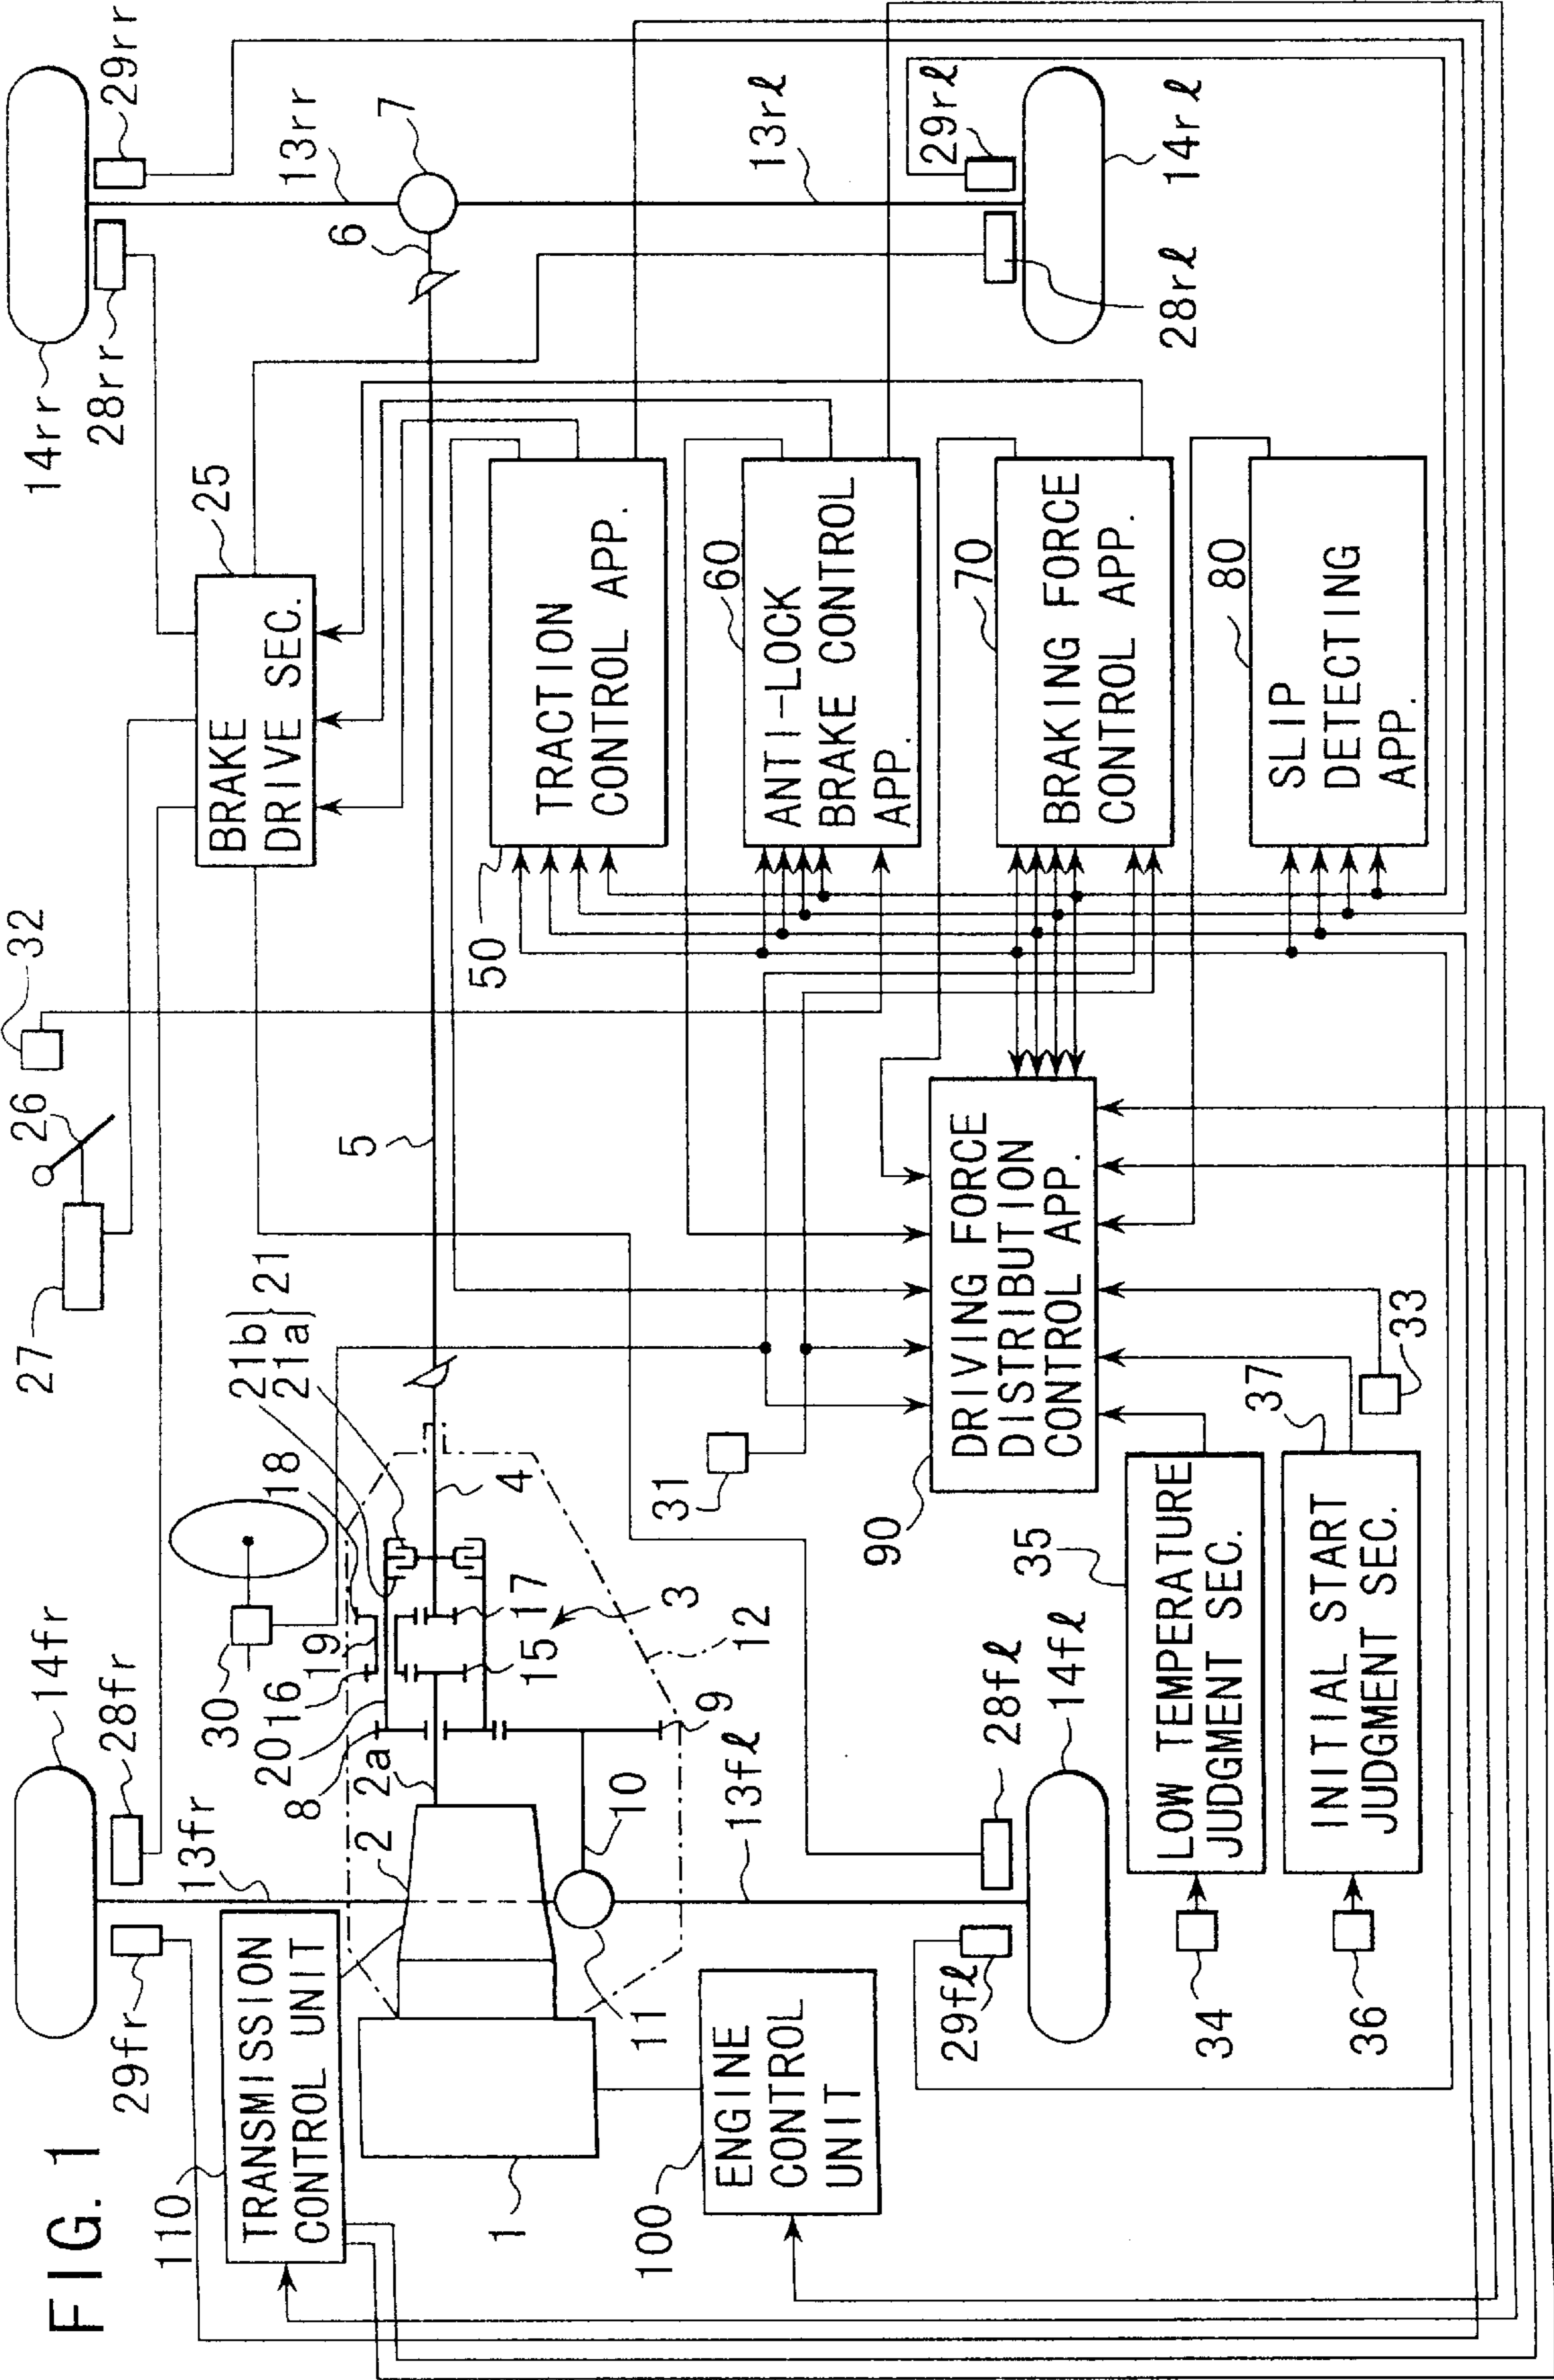 FIG. 1
110
TRANSMISSION
CONTROL UNIT
29fr
13fr
28fr
14fr
30
20
16
19
18
8
2a
2
21b
21a
21
27
26
32
25
BRAKE
DRIVE SEC.
14rr
28rr
29rr
13rr
7
6
5
4
17
15
3
12
9
10
11
13fℓ
1
100
ENGINE
CONTROL
UNIT
29fℓ
28fℓ
14fℓ
31
90
DRIVING FORCE
DISTRIBUTION
CONTROL APP.
50
TRACTION
CONTROL APP.
60
ANTI-LOCK
BRAKE CONTROL
APP.
70
BRAKING FORCE
CONTROL APP.
80
SLIP
DETECTING
APP.
13rℓ
29rℓ
28rℓ
14rℓ
35
LOW TEMPERATURE
JUDGMENT SEC.
34
37
INITIAL START
JUDGMENT SEC.
36
33